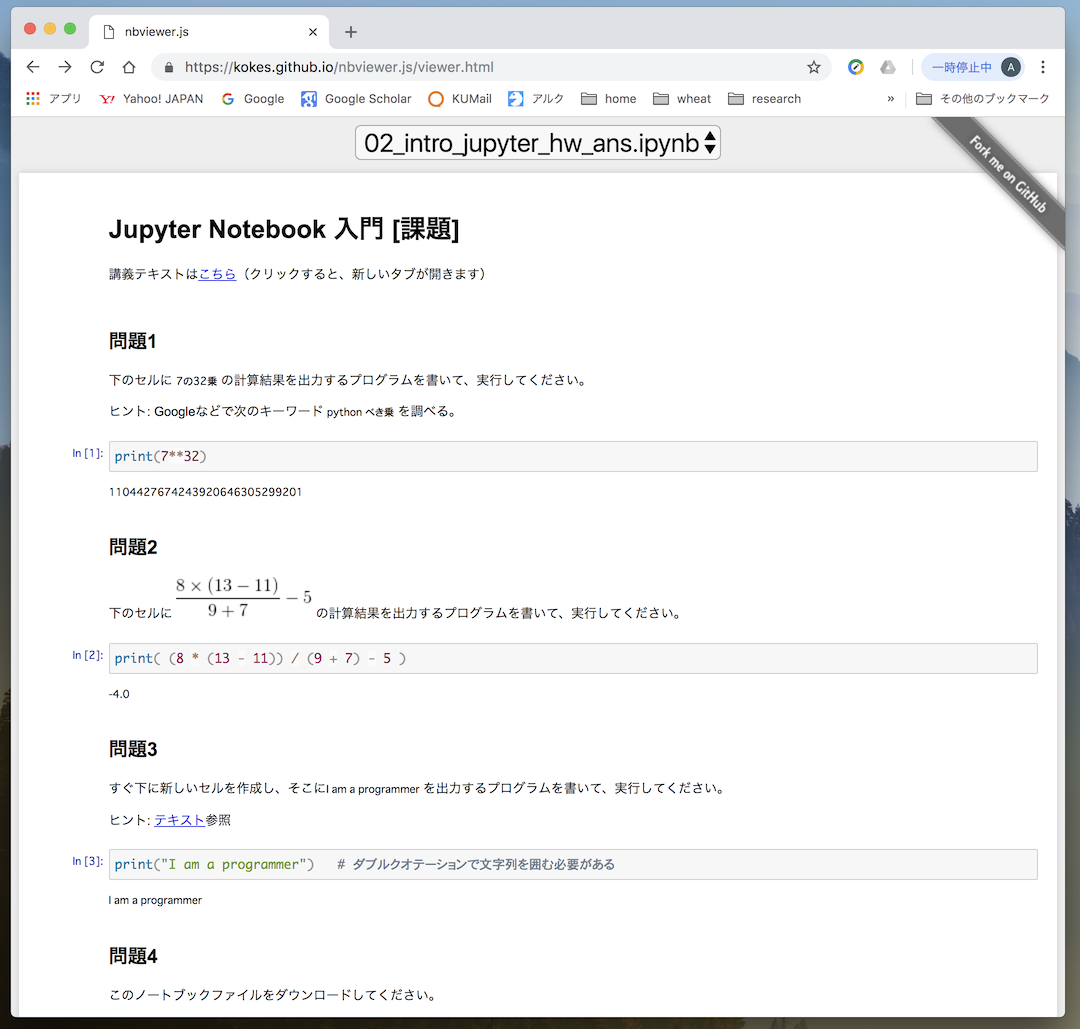 nbviewer.js
https://kokes.github.io/nbviewer.js/viewer.html
一時停止中 A
アプリ Yahoo! JAPAN Google Google Scholar KUMail アルク home wheat research » その他のブックマーク
02_intro_jupyter_hw_ans.ipynb
Fork me on GitHub
Jupyter Notebook 入門 [課題]
講義テキストはこちら（クリックすると、新しいタブが開きます）
問題1
下のセルに 7の32乗 の計算結果を出力するプログラムを書いて、実行してください。
ヒント: Googleなどで次のキーワード python べき乗 を調べる。
In [1]: print(7**32)
1104427674243920646305299201
問題2
下のセルに \frac{8 × (13 − 11)}{9 + 7} − 5 の計算結果を出力するプログラムを書いて、実行してください。
In [2]: print( (8 * (13 - 11)) / (9 + 7) - 5 )
-4.0
問題3
すぐ下に新しいセルを作成し、そこにI am a programmer を出力するプログラムを書いて、実行してください。
ヒント: テキスト参照
In [3]: print("I am a programmer") # ダブルクオテーションで文字列を囲む必要がある
I am a programmer
問題4
このノートブックファイルをダウンロードしてください。